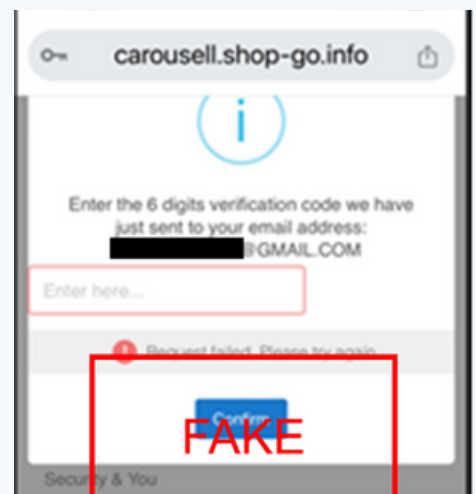 carousell.shop-go.info
i
Enter the 6 digits verification code we have
just sent to your email address:
@GMAIL.COM
Enter here...
! Request failed. Please try again
Confirm
FAKE
Security & You